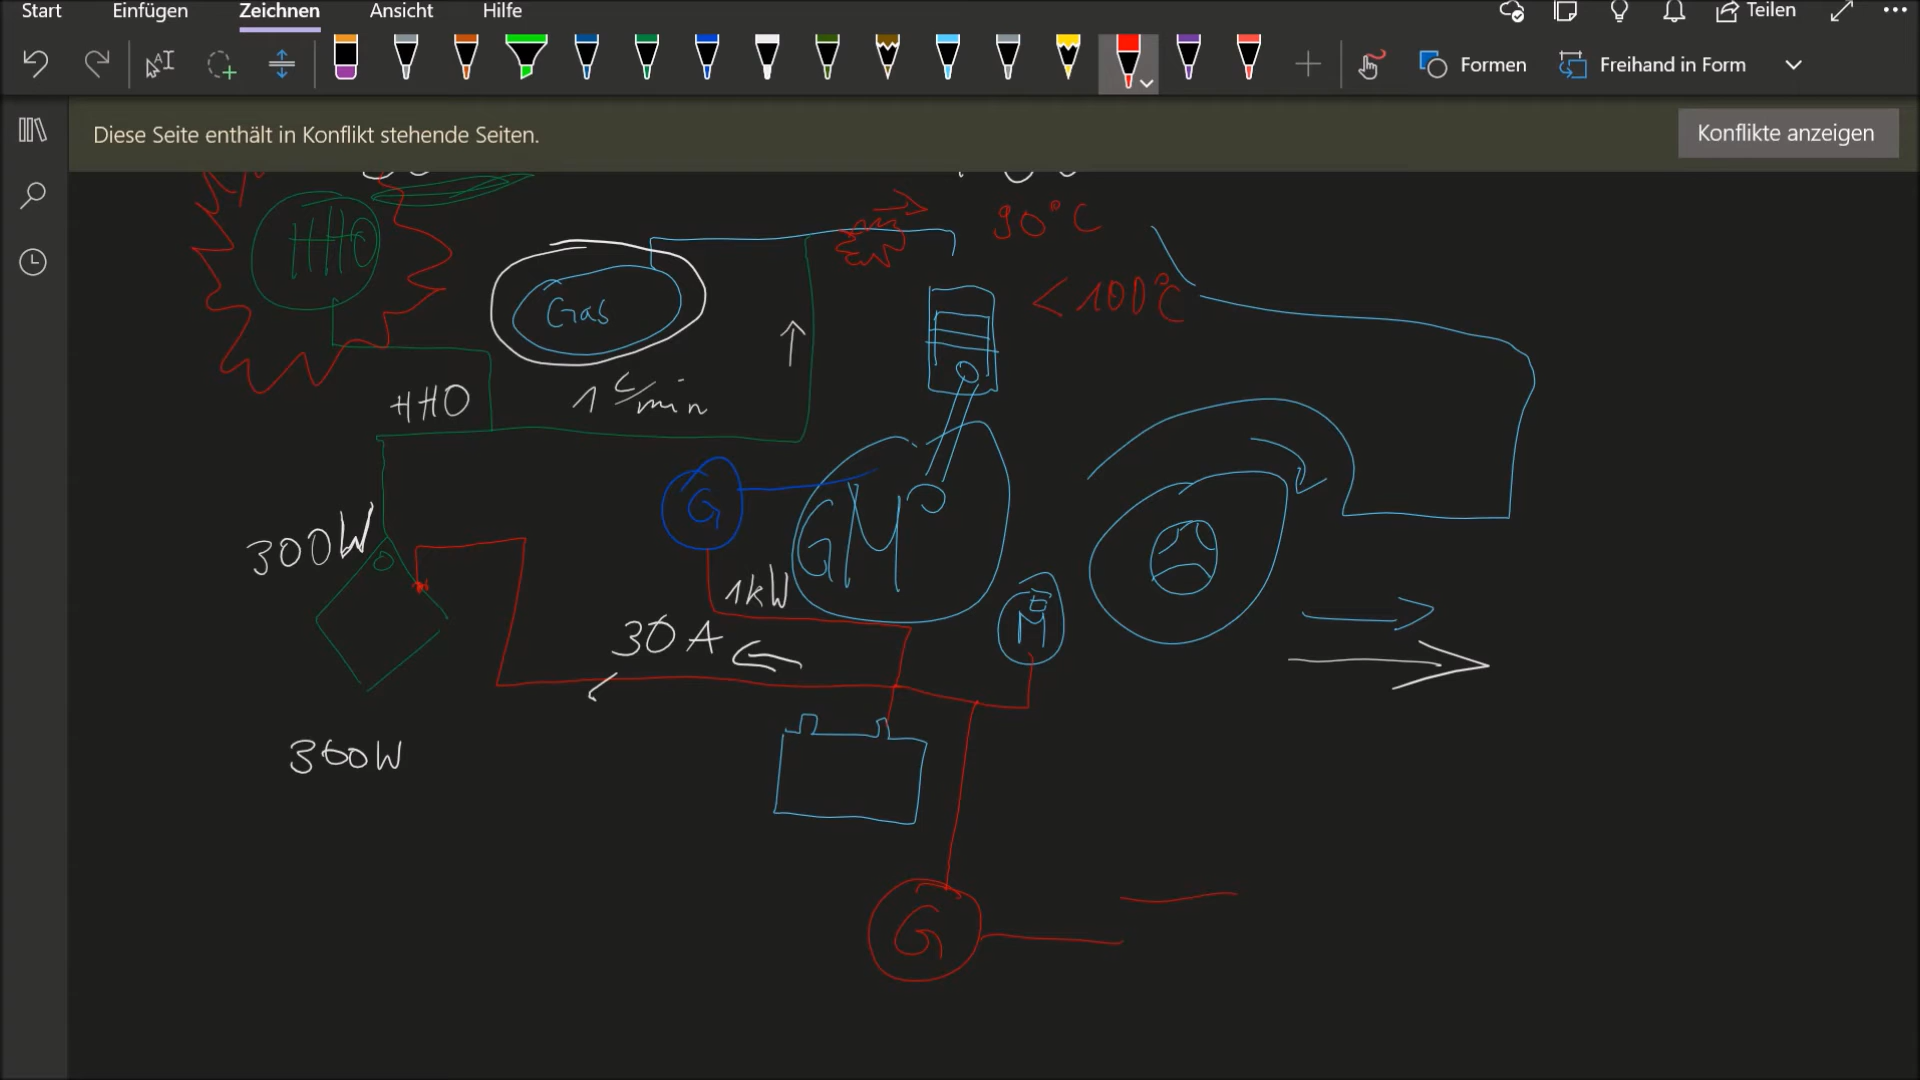 Start Einfügen Zeichnen Ansicht Hilfe Teilen
Formen Freihand in Form
Diese Seite enthält in Konflikt stehende Seiten. Konflikte anzeigen
HHO
90°C
Gas
<100°C
HHO
1 L/min
G
GM
300W
1kW
30A
M
300W
G